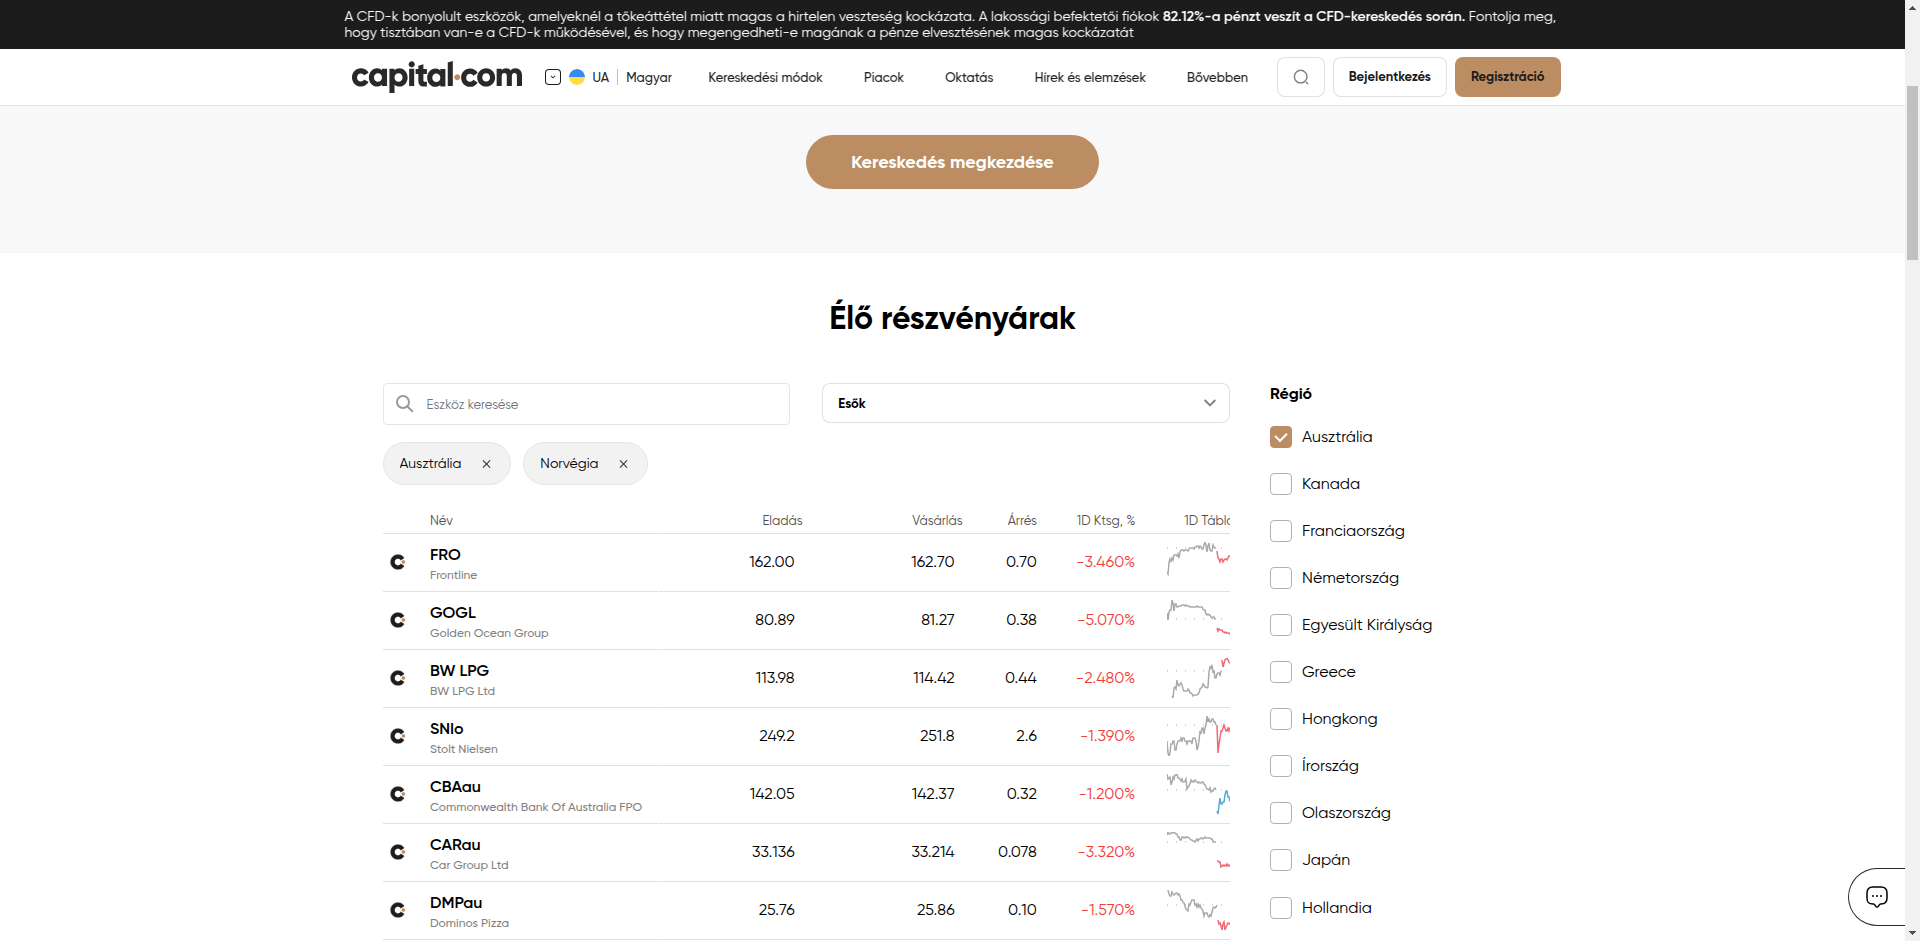 A CFD-k bonyolult eszközök, amelyeknél a tőkeáttétel miatt magas a hirtelen veszteség kockázata. A lakossági befektetői fiókok 82.12%-a pénzt veszít a CFD-kereskedés során. Fontolja meg,
hogy tisztában van-e a CFD-k működésével, és hogy megengedheti-e magának a pénze elvesztésének magas kockázatát
capital.com UA Magyar Kereskedési módok Piacok Oktatás Hírek és elemzések Bővebben Bejelentkezés Regisztráció
Kereskedés megkezdése
Élő részvényárak
Eszköz keresése
Esők
Ausztrália
Norvégia
Név Eladás Vásárlás Árrés 1D Ktsg, %
1D
FRO 162.00 162.70 0.70 -3.460%
Frontline
GOGL 80.89 81.27 0.38 -5.070%
Golden Ocean Group
BW LPG 113.98 114.42 0.44 -2.480%
BW LPG Ltd
SNIo 249.2 251.8 2.6 -1.390%
Stolt Nielsen
CBAau 142.05 142.37 0.32 -1.200%
Commonwealth Bank Of Australia FPO
CARau 33.136 33.214 0.078 -3.320%
Car Group Ltd
DMPau 25.76 25.86 0.10 -1.570%
Dominos Pizza
Régió
Ausztrália
Kanada
Franciaország
Németország
Egyesült Királyság
Greece
Hongkong
Írország
Olaszország
Japán
Hollandia